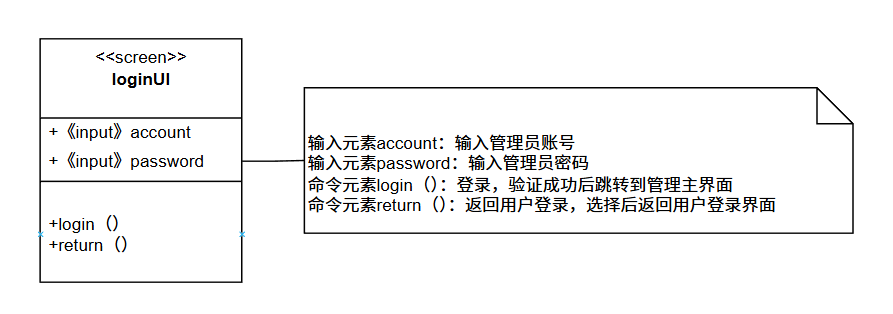 <<screen>>
loginUI
+《input》account
+《input》password
+login（）
+return（）
输入元素account：输入管理员账号
输入元素password：输入管理员密码
命令元素login（）：登录，验证成功后跳转到管理主界面
命令元素return（）：返回用户登录，选择后返回用户登录界面